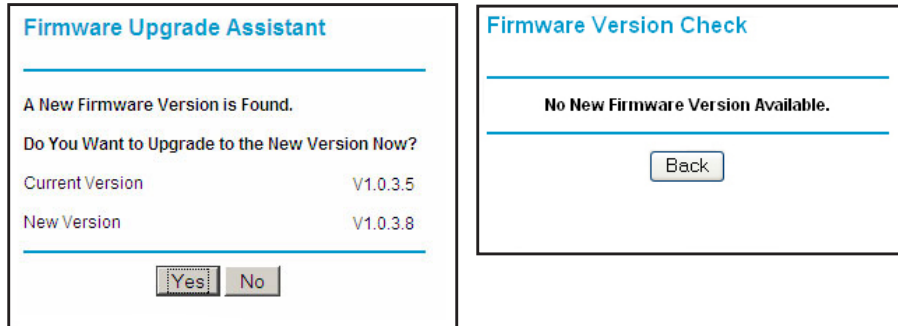 Firmware Upgrade Assistant
A New Firmware Version is Found.
Do You Want to Upgrade to the New Version Now?
Current Version V1.0.3.5
New Version V1.0.3.8
Yes No
Firmware Version Check
No New Firmware Version Available.
Back